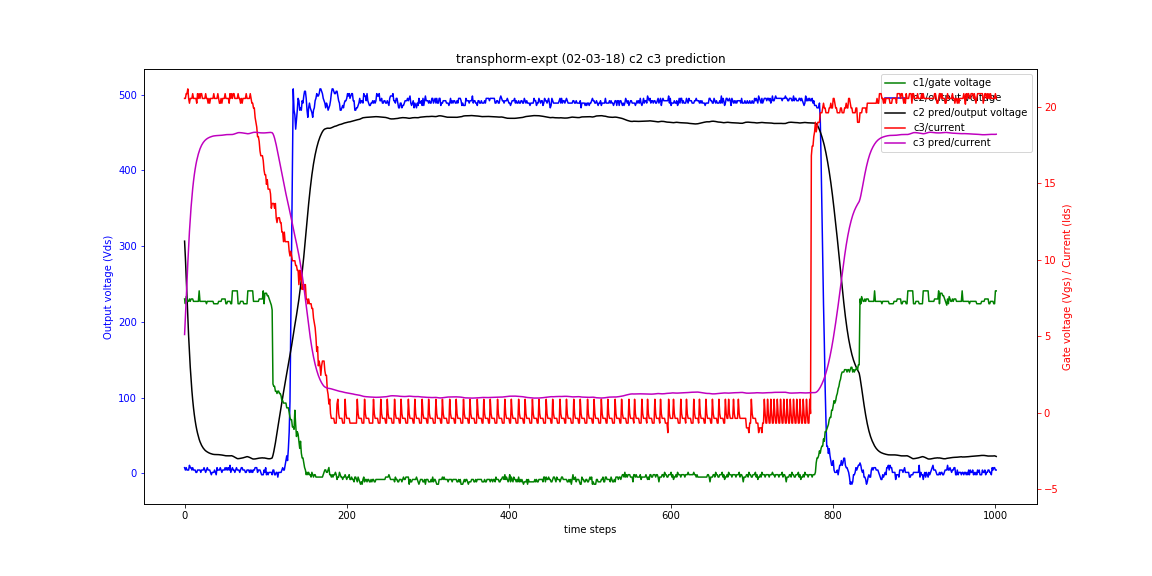 transphorm-expt (02-03-18) c2 c3 prediction
c1/gate voltage
c2/output voltage
c2 pred/output voltage
c3/current
c3 pred/current
Output voltage (Vds)
500
400
300
200
100
0
Gate voltage (Vgs) / Current (Ids)
20
15
10
5
0
−5
0
200
400
600
800
1000
time steps